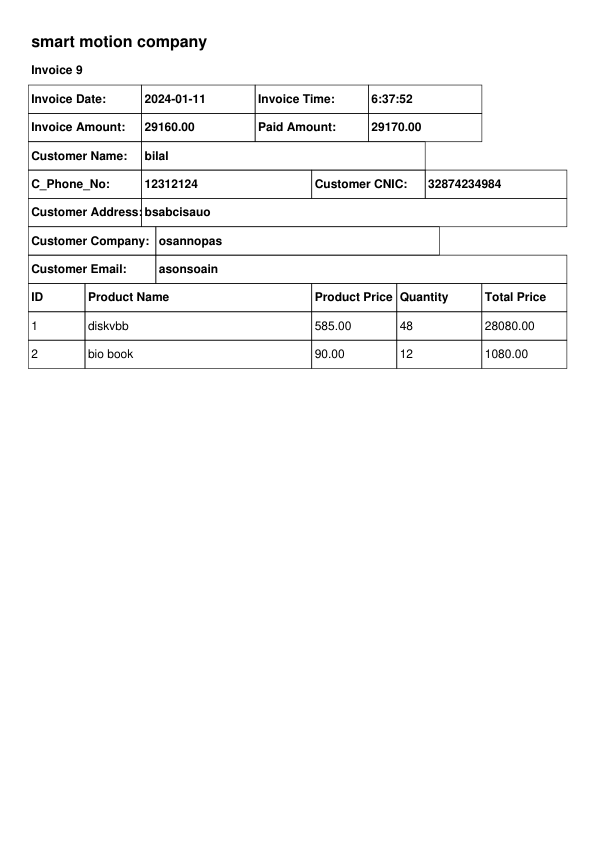 smart motion company
Invoice 9
Invoice Date: 2024-01-11 Invoice Time: 6:37:52
Invoice Amount: 29160.00 Paid Amount: 29170.00
Customer Name: bilal
C_Phone_No: 12312124 Customer CNIC: 32874234984
Customer Address: bsabcisauo
Customer Company: osannopas
Customer Email: asonsoain
ID Product Name Product Price Quantity Total Price
1 diskvbb 585.00 48 28080.00
2 bio book 90.00 12 1080.00